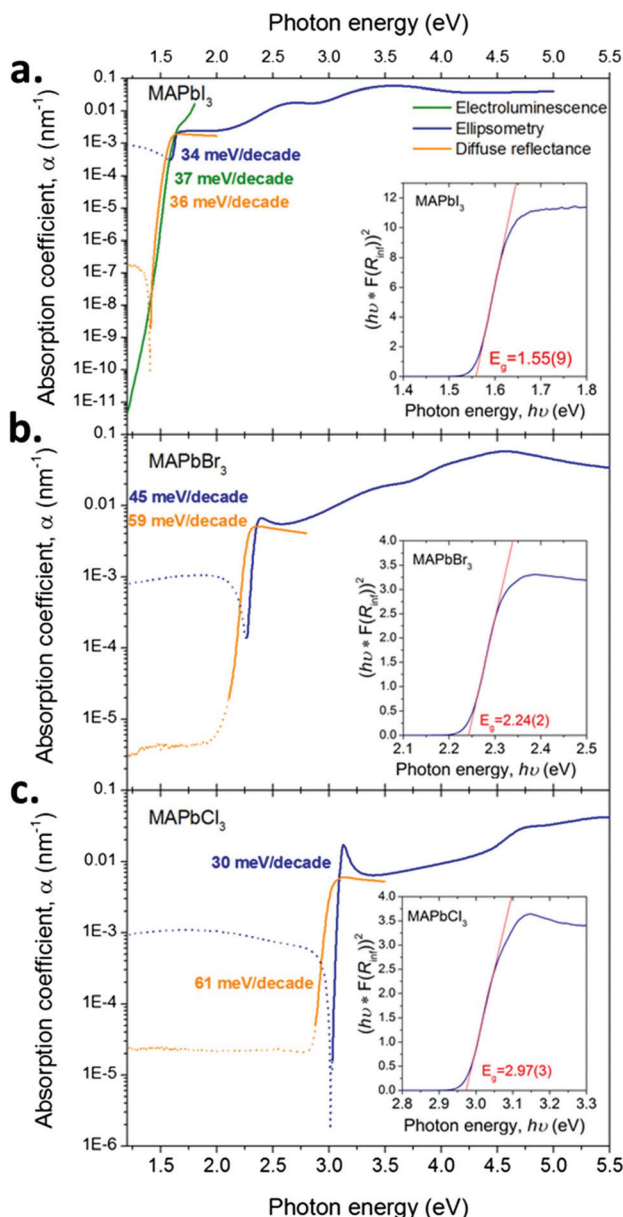 Photon energy (eV)
1.5 2.0 2.5 3.0 3.5 4.0 4.5 5.0 5.5
a.
MAPbI₃
Electroluminescence
Ellipsometry
Diffuse reflectance
Absorption coefficient, α (nm⁻¹)
0.1
0.01
1E-3
1E-4
1E-5
1E-6
1E-7
1E-8
1E-9
1E-10
1E-11
34 meV/decade
37 meV/decade
36 meV/decade
MAPbI₃
(hυ * F(R_inf))²
12
10
8
6
4
2
0
E_g=1.55(9)
1.4 1.5 1.6 1.7 1.8
Photon energy, hυ (eV)
b.
MAPbBr₃
Absorption coefficient, α (nm⁻¹)
0.1
0.01
1E-3
1E-4
1E-5
45 meV/decade
59 meV/decade
MAPbBr₃
(hυ * F(R_inf))²
4.0
3.5
3.0
2.5
2.0
1.5
1.0
0.5
0.0
E_g=2.24(2)
2.1 2.2 2.3 2.4 2.5
Photon energy, hυ (eV)
c.
MAPbCl₃
Absorption coefficient, α (nm⁻¹)
0.1
0.01
1E-3
1E-4
1E-5
1E-6
30 meV/decade
61 meV/decade
MAPbCl₃
(hυ * F(R_inf))²
4.0
3.5
3.0
2.5
2.0
1.5
1.0
0.5
0.0
E_g=2.97(3)
2.8 2.9 3.0 3.1 3.2 3.3
Photon energy, hυ (eV)
1.5 2.0 2.5 3.0 3.5 4.0 4.5 5.0 5.5
Photon energy (eV)